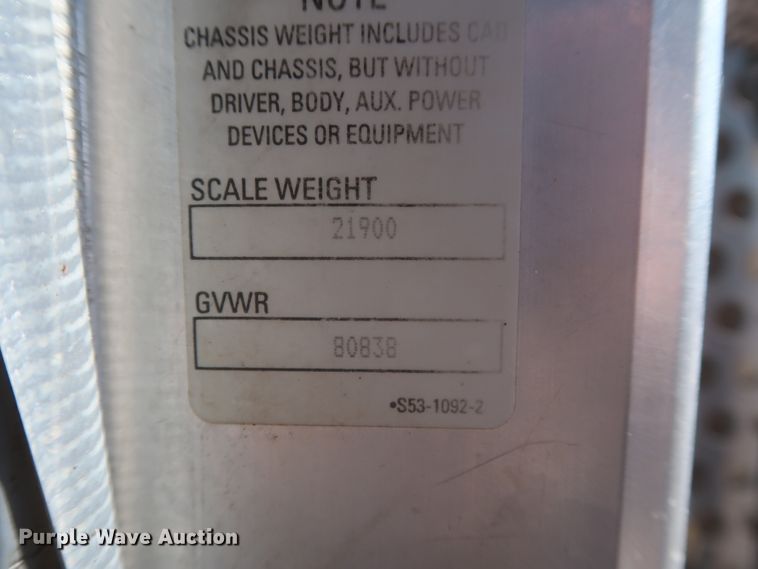 NOTE
CHASSIS WEIGHT INCLUDES CAB
AND CHASSIS, BUT WITHOUT
DRIVER, BODY, AUX. POWER
DEVICES OR EQUIPMENT
SCALE WEIGHT
21900
GVWR
80838
•S53-1092-2
Purple Wave Auction